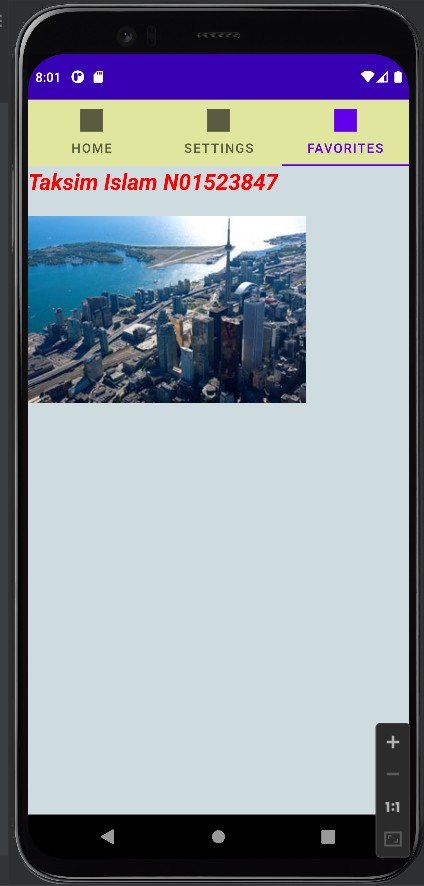 8:01
HOME SETTINGS FAVORITES
Taksim Islam N01523847
1:1